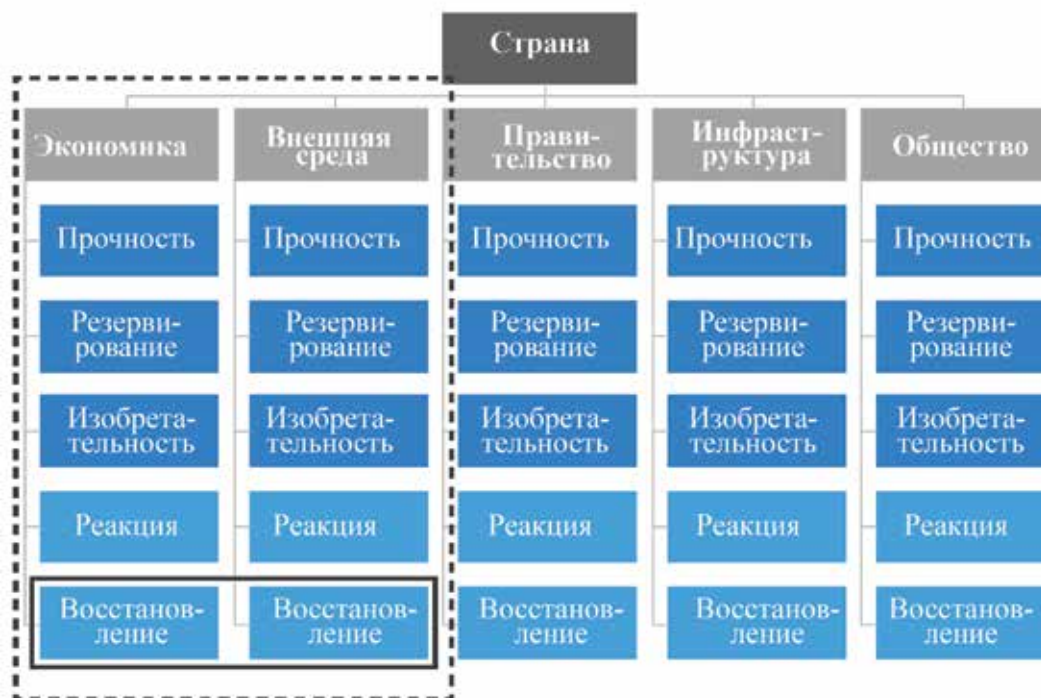 Страна
Экономика
Внешняя
среда
Прави-
тельство
Инфраст-
руктура
Общество
Прочность
Прочность
Прочность
Прочность
Прочность
Резерви-
рование
Резерви-
рование
Резерви-
рование
Резерви-
рование
Резерви-
рование
Изобрета-
тельность
Изобрета-
тельность
Изобрета-
тельность
Изобрета-
тельность
Изобрета-
тельность
Реакция
Реакция
Реакция
Реакция
Реакция
Восстанов-
ление
Восстанов-
ление
Восстанов-
ление
Восстанов-
ление
Восстанов-
ление